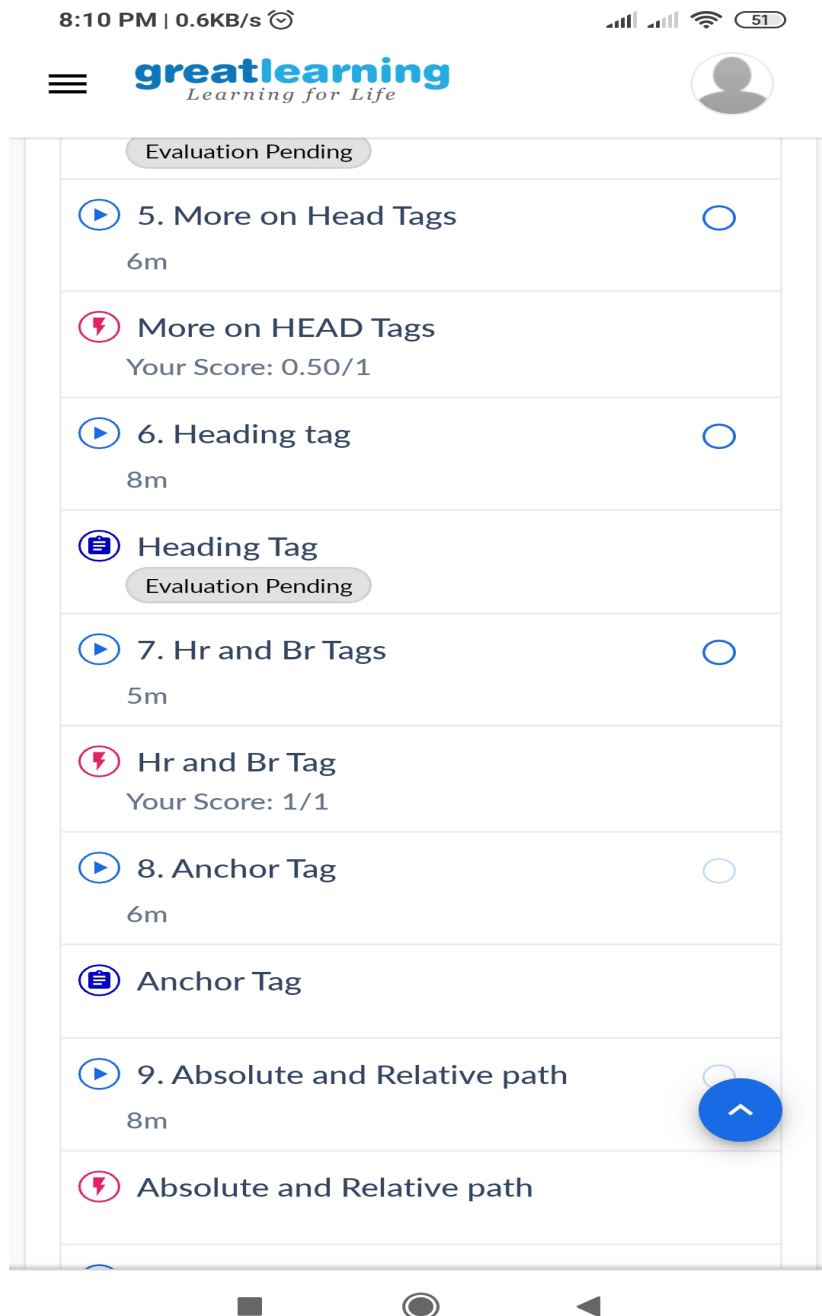 8:10 PM | 0.6KB/s
51
greatlearning
Learning for Life
Evaluation Pending
5. More on Head Tags
6m
More on HEAD Tags
Your Score: 0.50/1
6. Heading tag
8m
Heading Tag
Evaluation Pending
7. Hr and Br Tags
5m
Hr and Br Tag
Your Score: 1/1
8. Anchor Tag
6m
Anchor Tag
9. Absolute and Relative path
8m
Absolute and Relative path